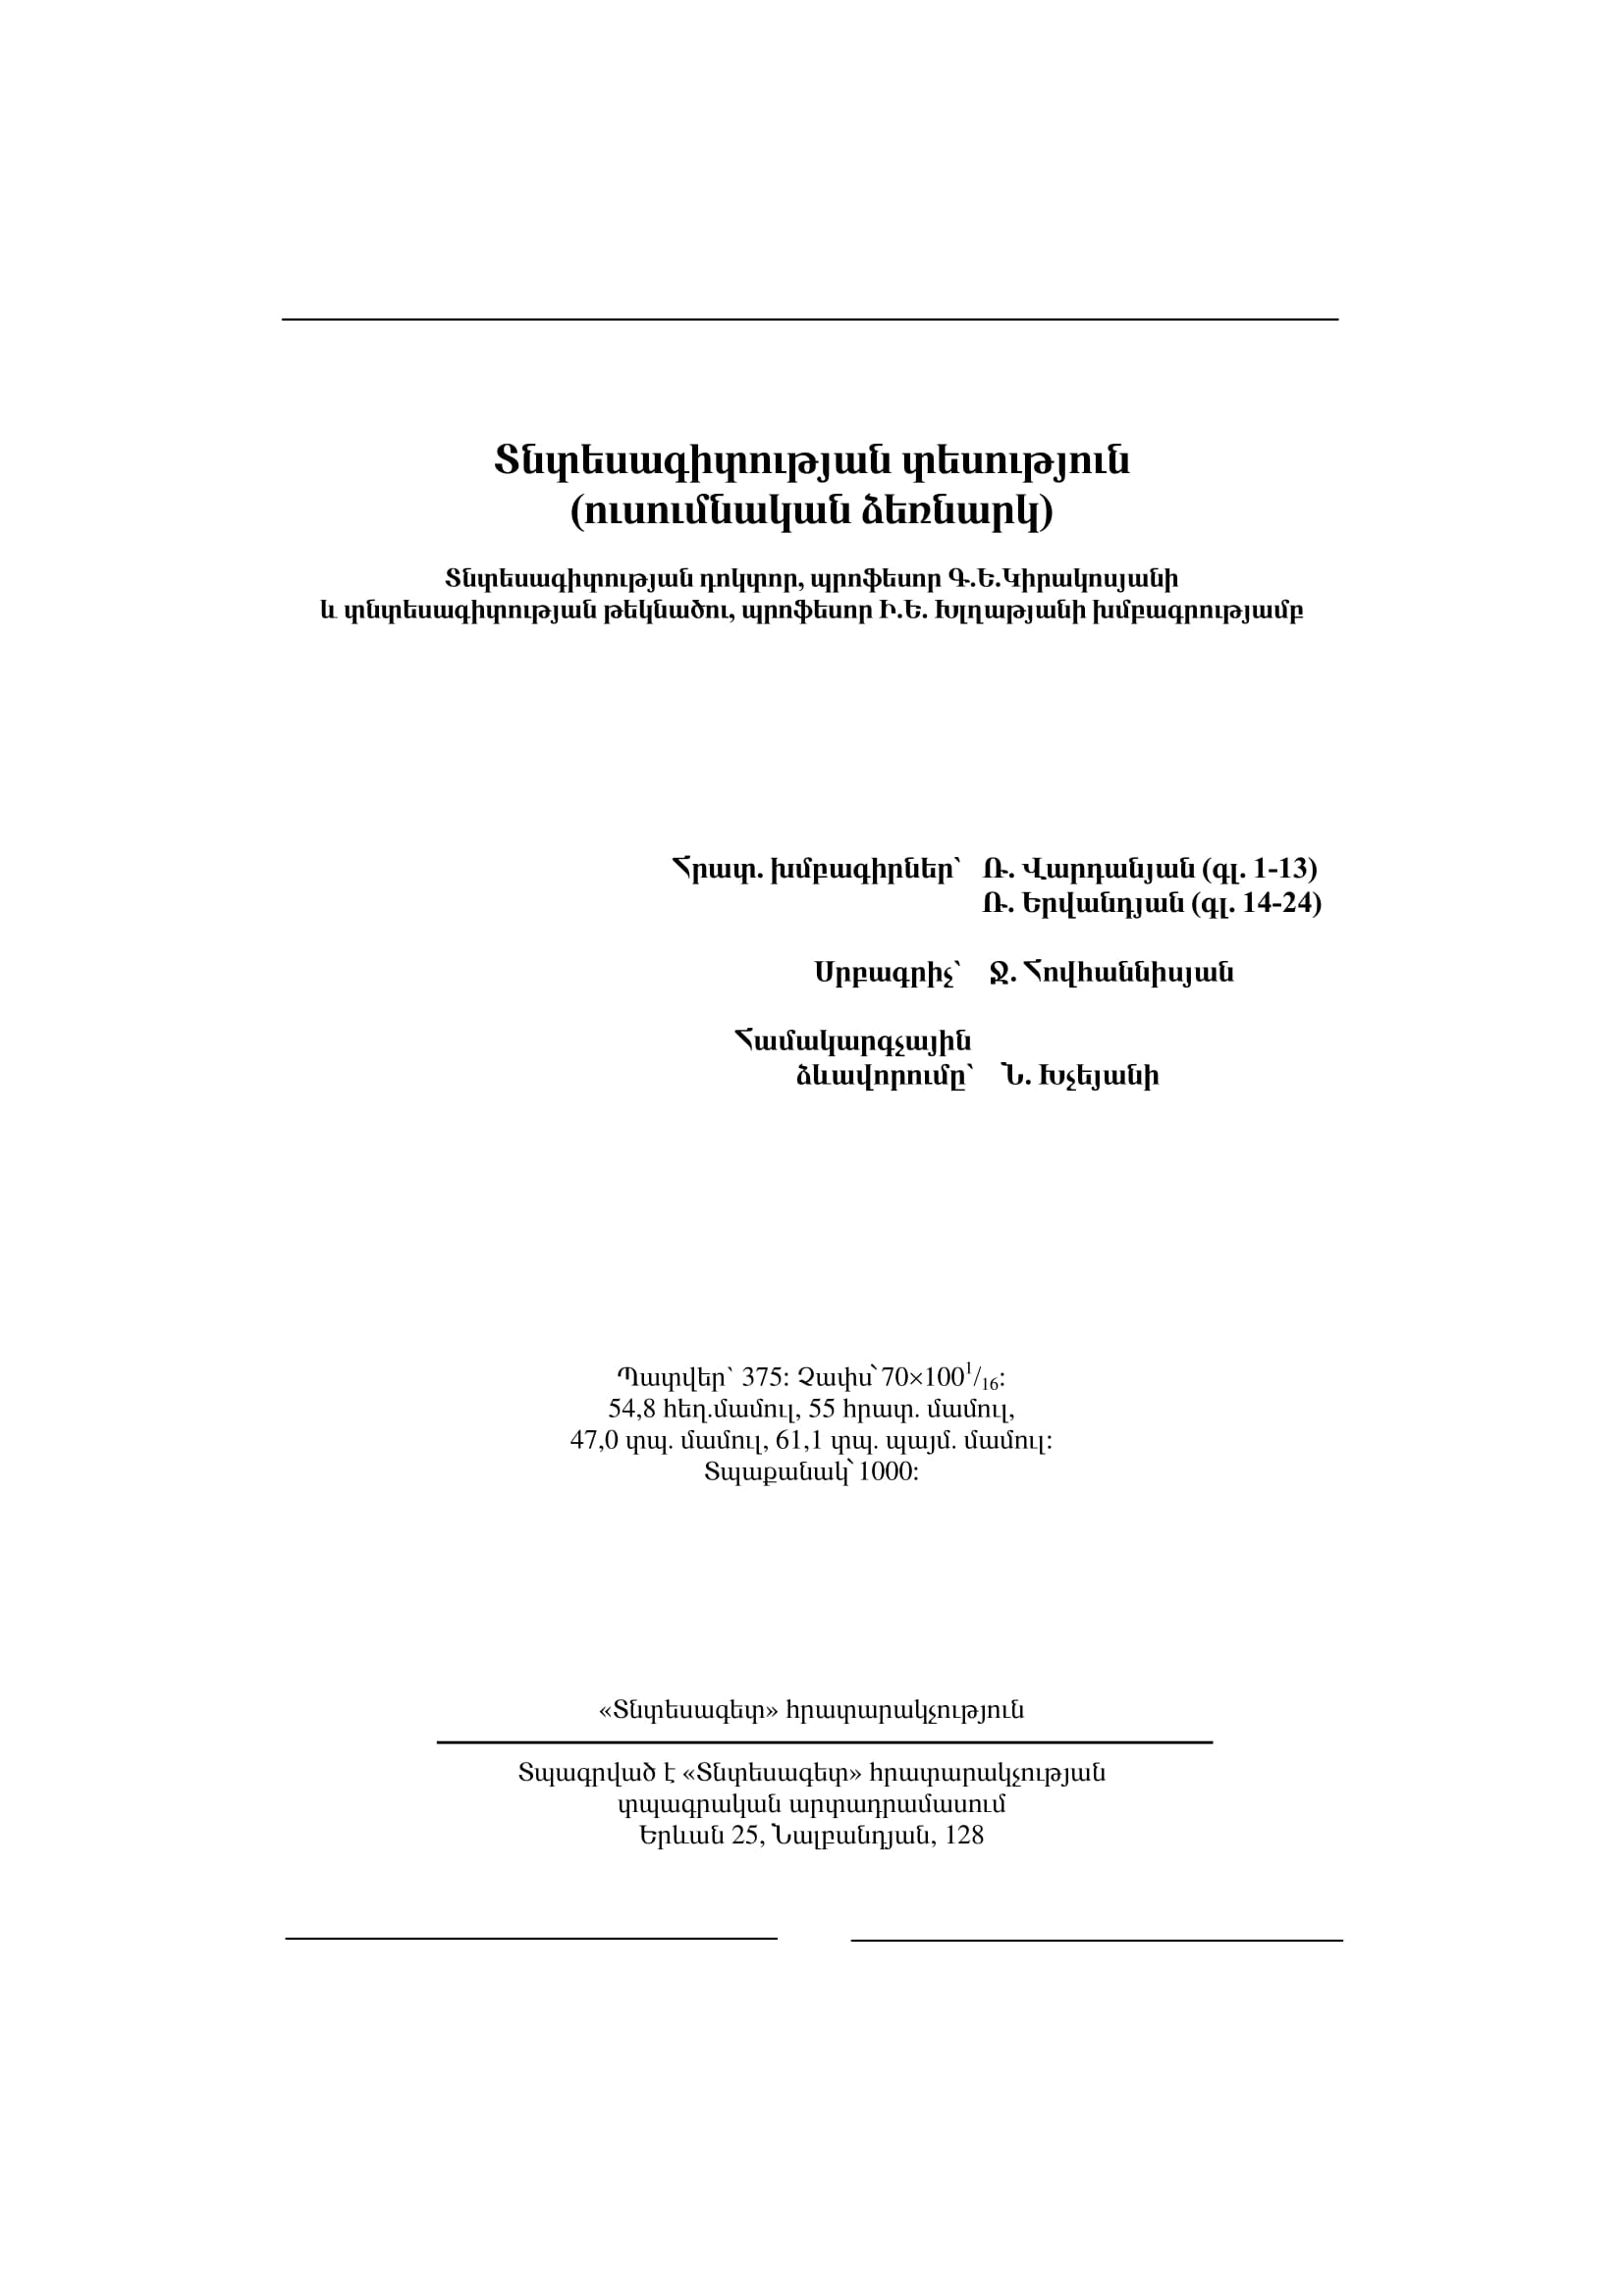 Տնտեսագիտության տեսություն
(ուսումնական ձեռնարկ)
Տնտեսագիտության դոկտոր, պրոֆեսոր Գ.Ե.Կիրակոսյանի
և տնտեսագիտության թեկնածու, պրոֆեսոր Ի.Ե. Խլղաթյանի խմբագրությամբ
Հրատ. խմբագիրներ՝ Ռ. Վարդանյան (գլ. 1-13)
Ռ. Երվանդյան (գլ. 14-24)
Սրբագրիչ՝ Ջ. Հովհաննիսյան
Համակարգչային
ձևավորումը՝ Ն. Խչեյանի
Պատվեր՝ 375: Չափս՝70×100¹/₁₆:
54,8 հեղ.մամուլ, 55 հրատ. մամուլ,
47,0 տպ. մամուլ, 61,1 տպ. պայմ. մամուլ:
Տպաքանակ՝1000:
«Տնտեսագետ» հրատարակչություն
Տպագրված է «Տնտեսագետ» հրատարակչության
տպագրական արտադրամասում
Երևան 25, Նալբանդյան, 128